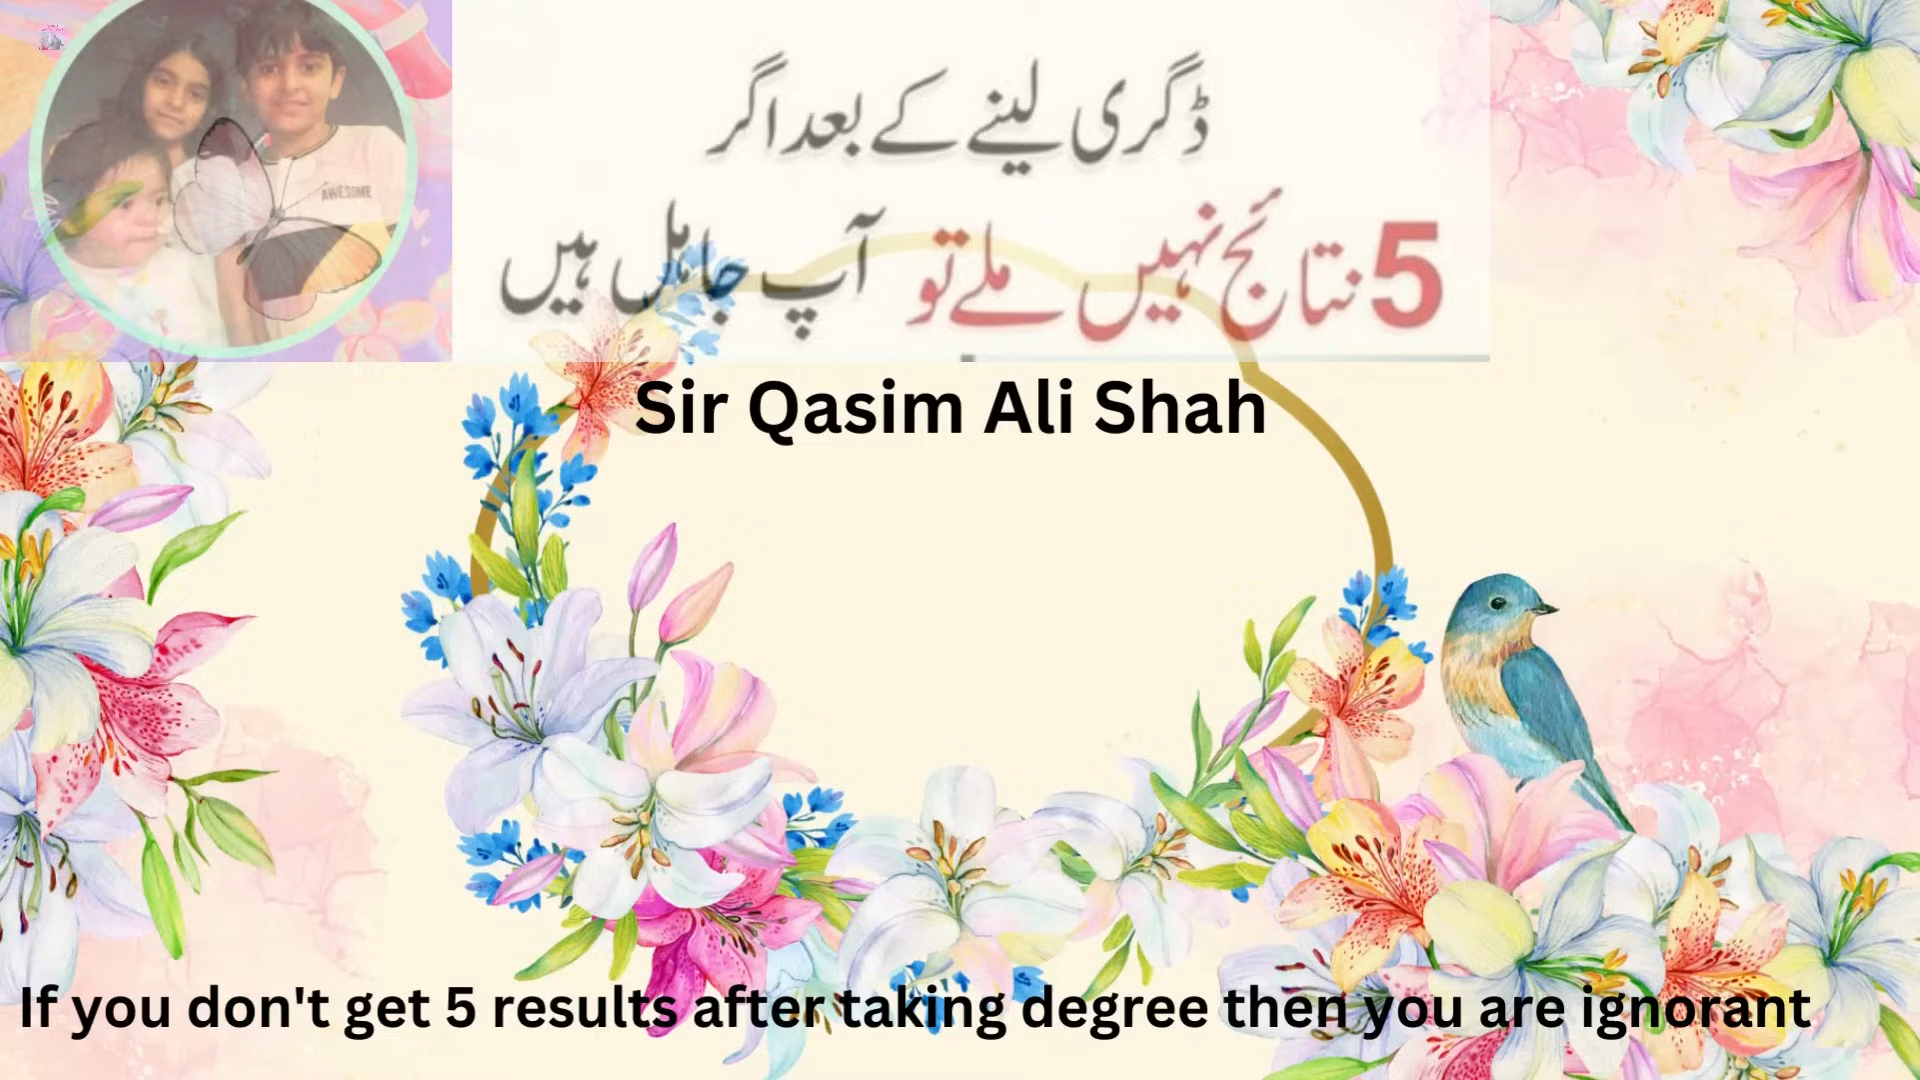 AWESOME
ڈگری لینے کے بعد اگر
5 نتائج نہیں ملے تو آپ جاہل ہیں
Sir Qasim Ali Shah
If you don't get 5 results after taking degree then you are ignorant